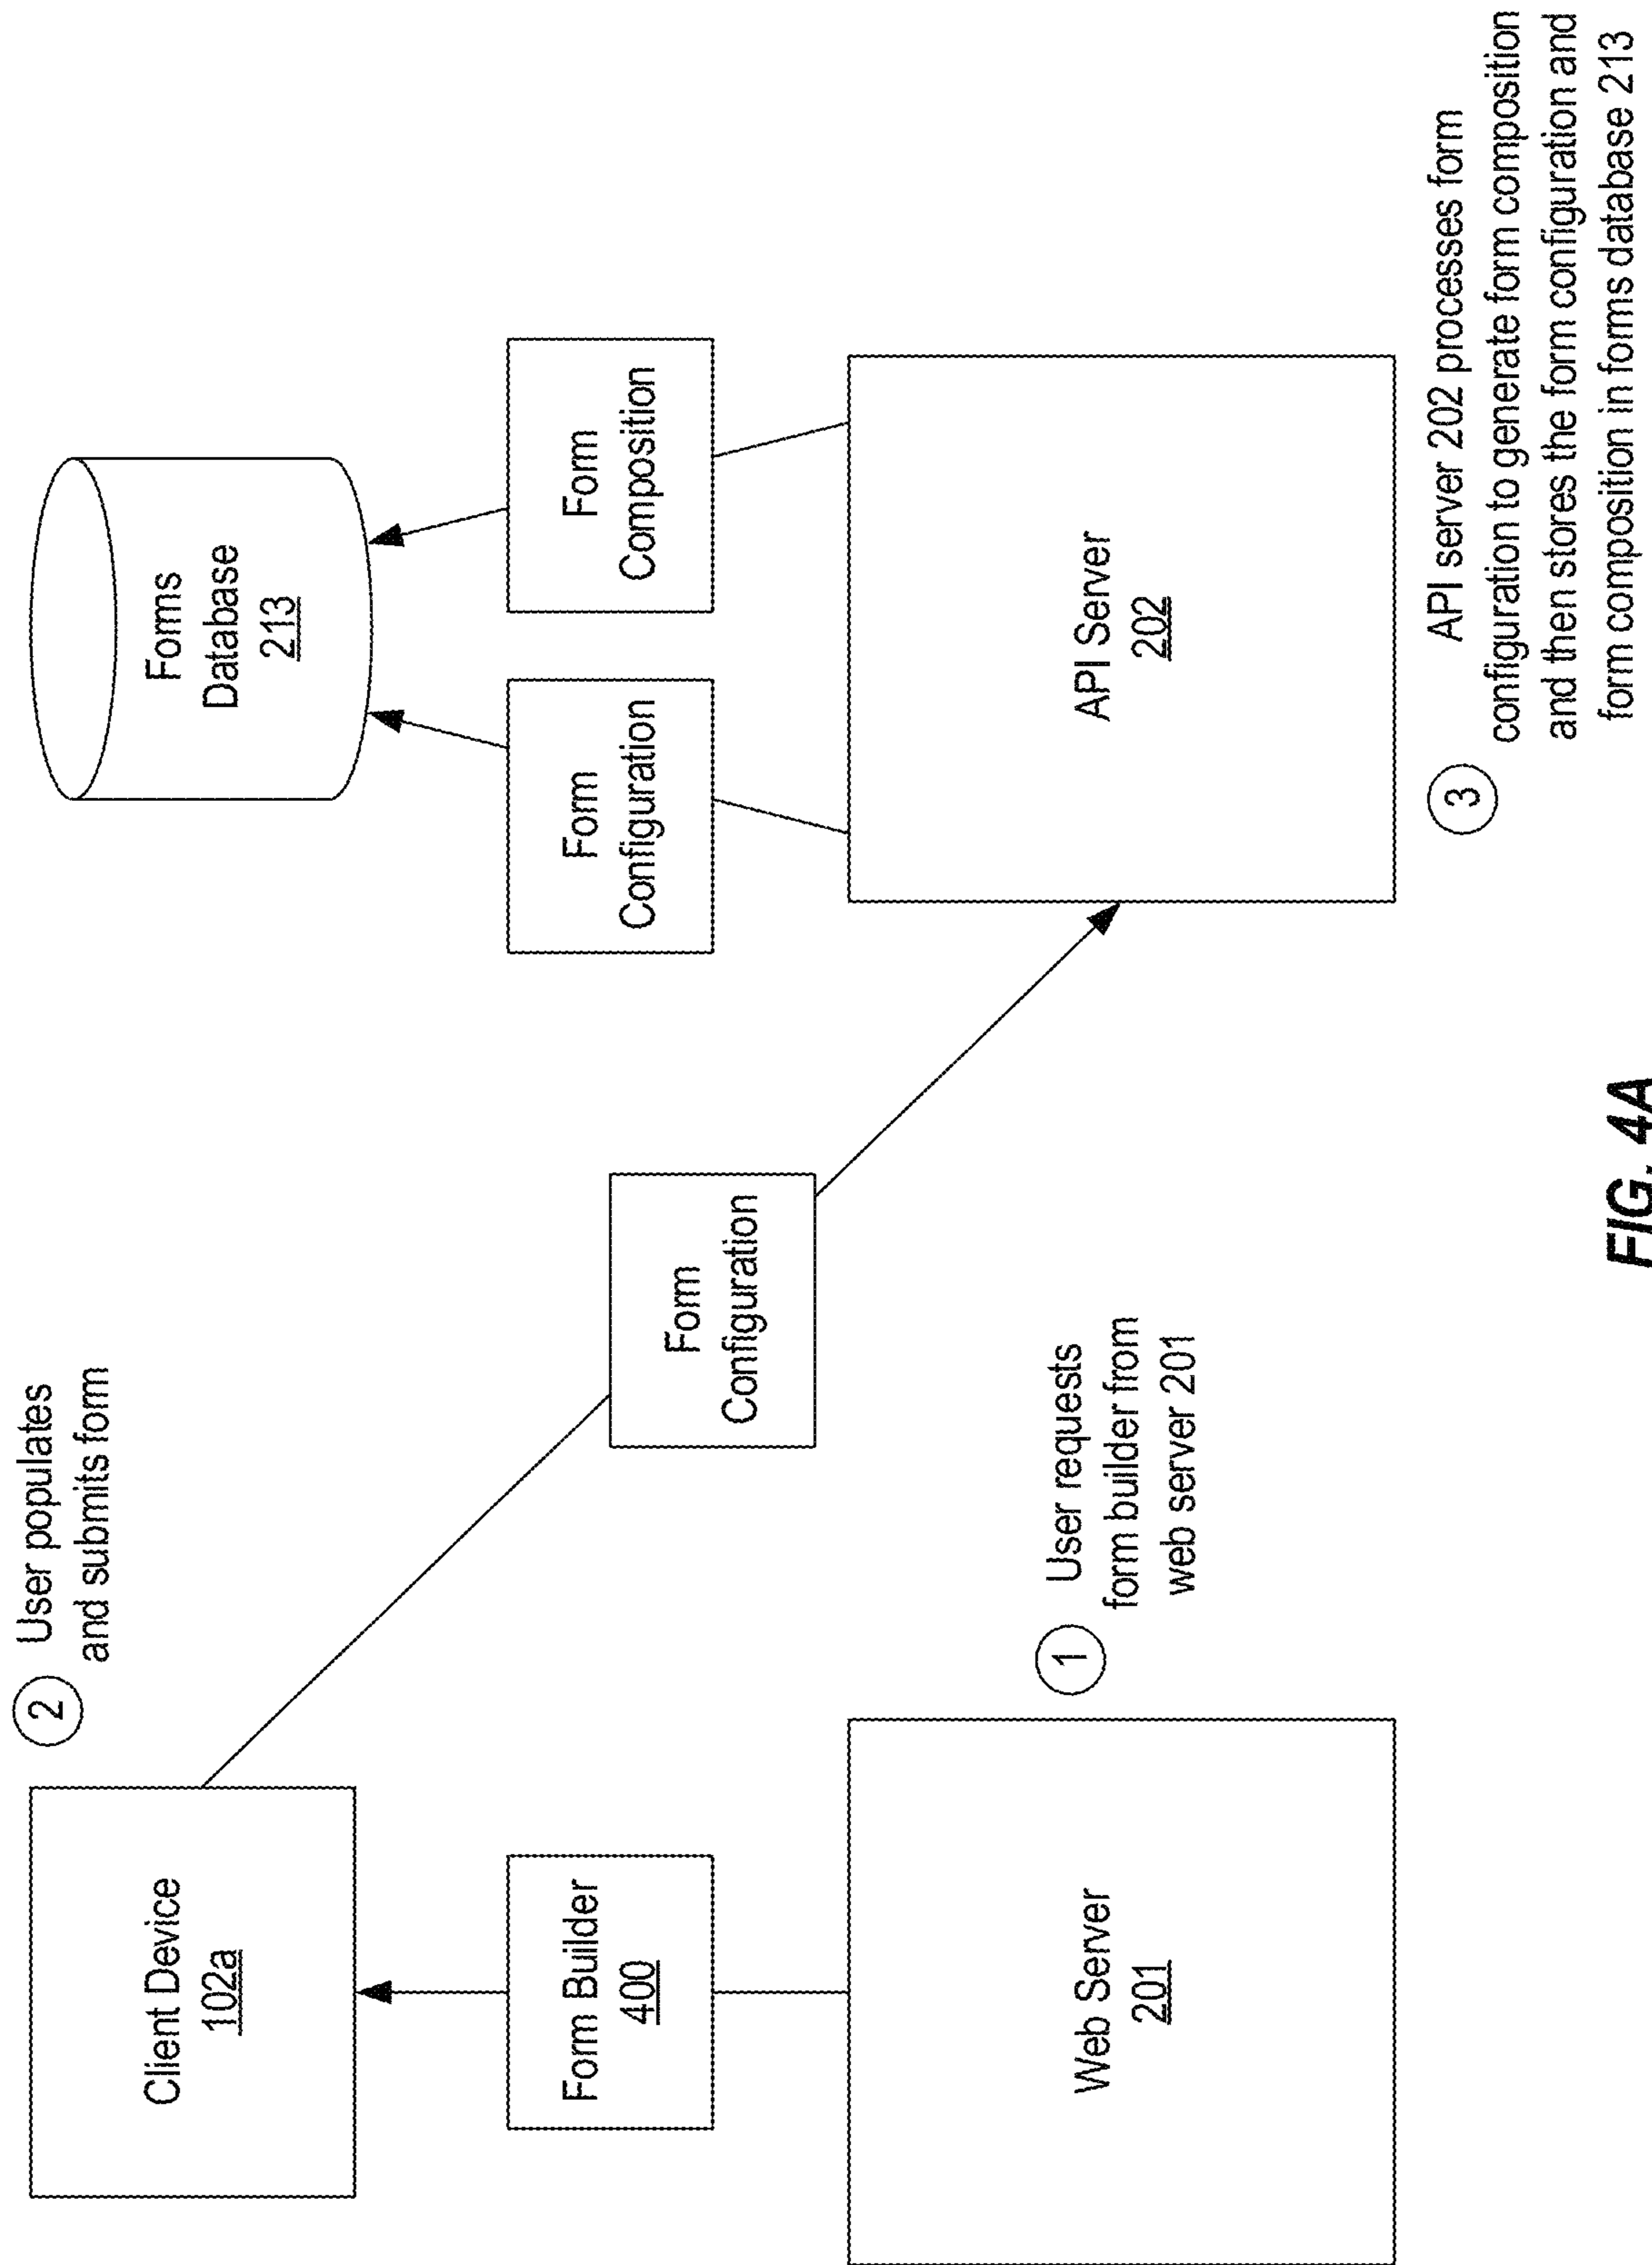 2
User populates
and submits form
Client Device
102a
Form Builder
400
Web Server
201
1
User requests
form builder from
web server 201
Form
Configuration
Forms
Database
213
Form
Configuration
Form
Composition
API Server
202
3
API server 202 processes form
configuration to generate form composition
and then stores the form configuration and
form composition in forms database 213
FIG. 4A